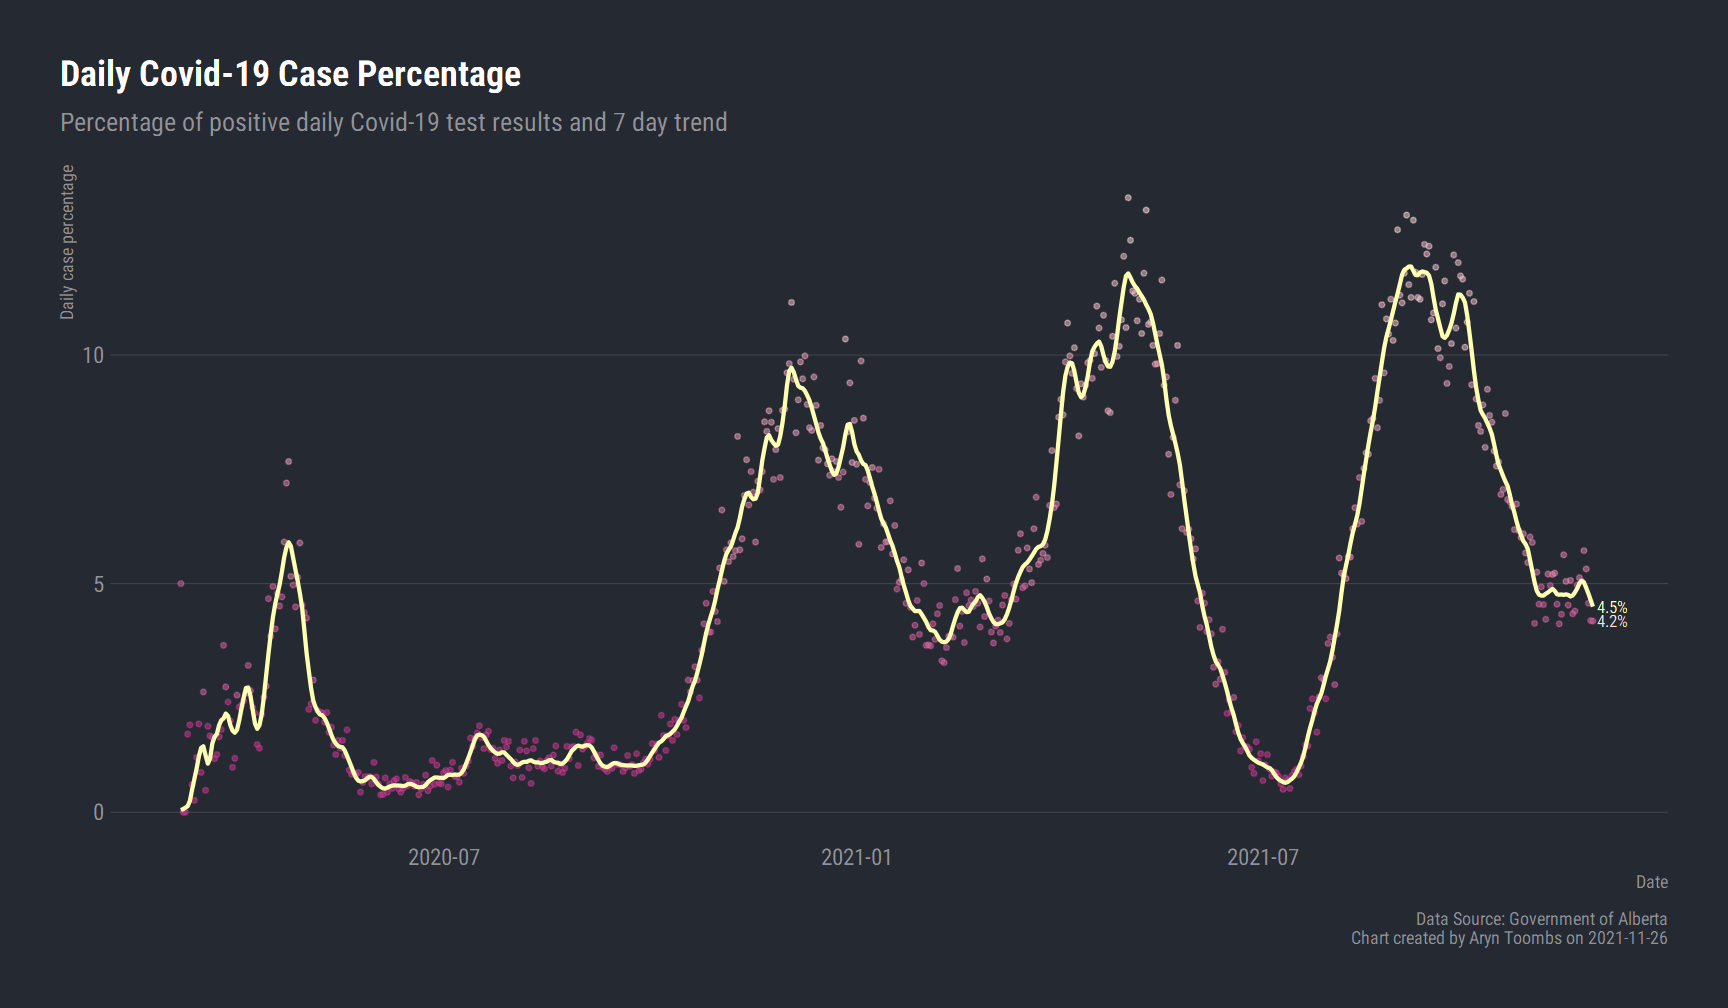 Daily Covid-19 Case Percentage
Percentage of positive daily Covid-19 test results and 7 day trend
Daily case percentage
10
5
0
4.5%
4.2%
2020-07
2021-01
2021-07
Date
Data Source: Government of Alberta
Chart created by Aryn Toombs on 2021-11-26